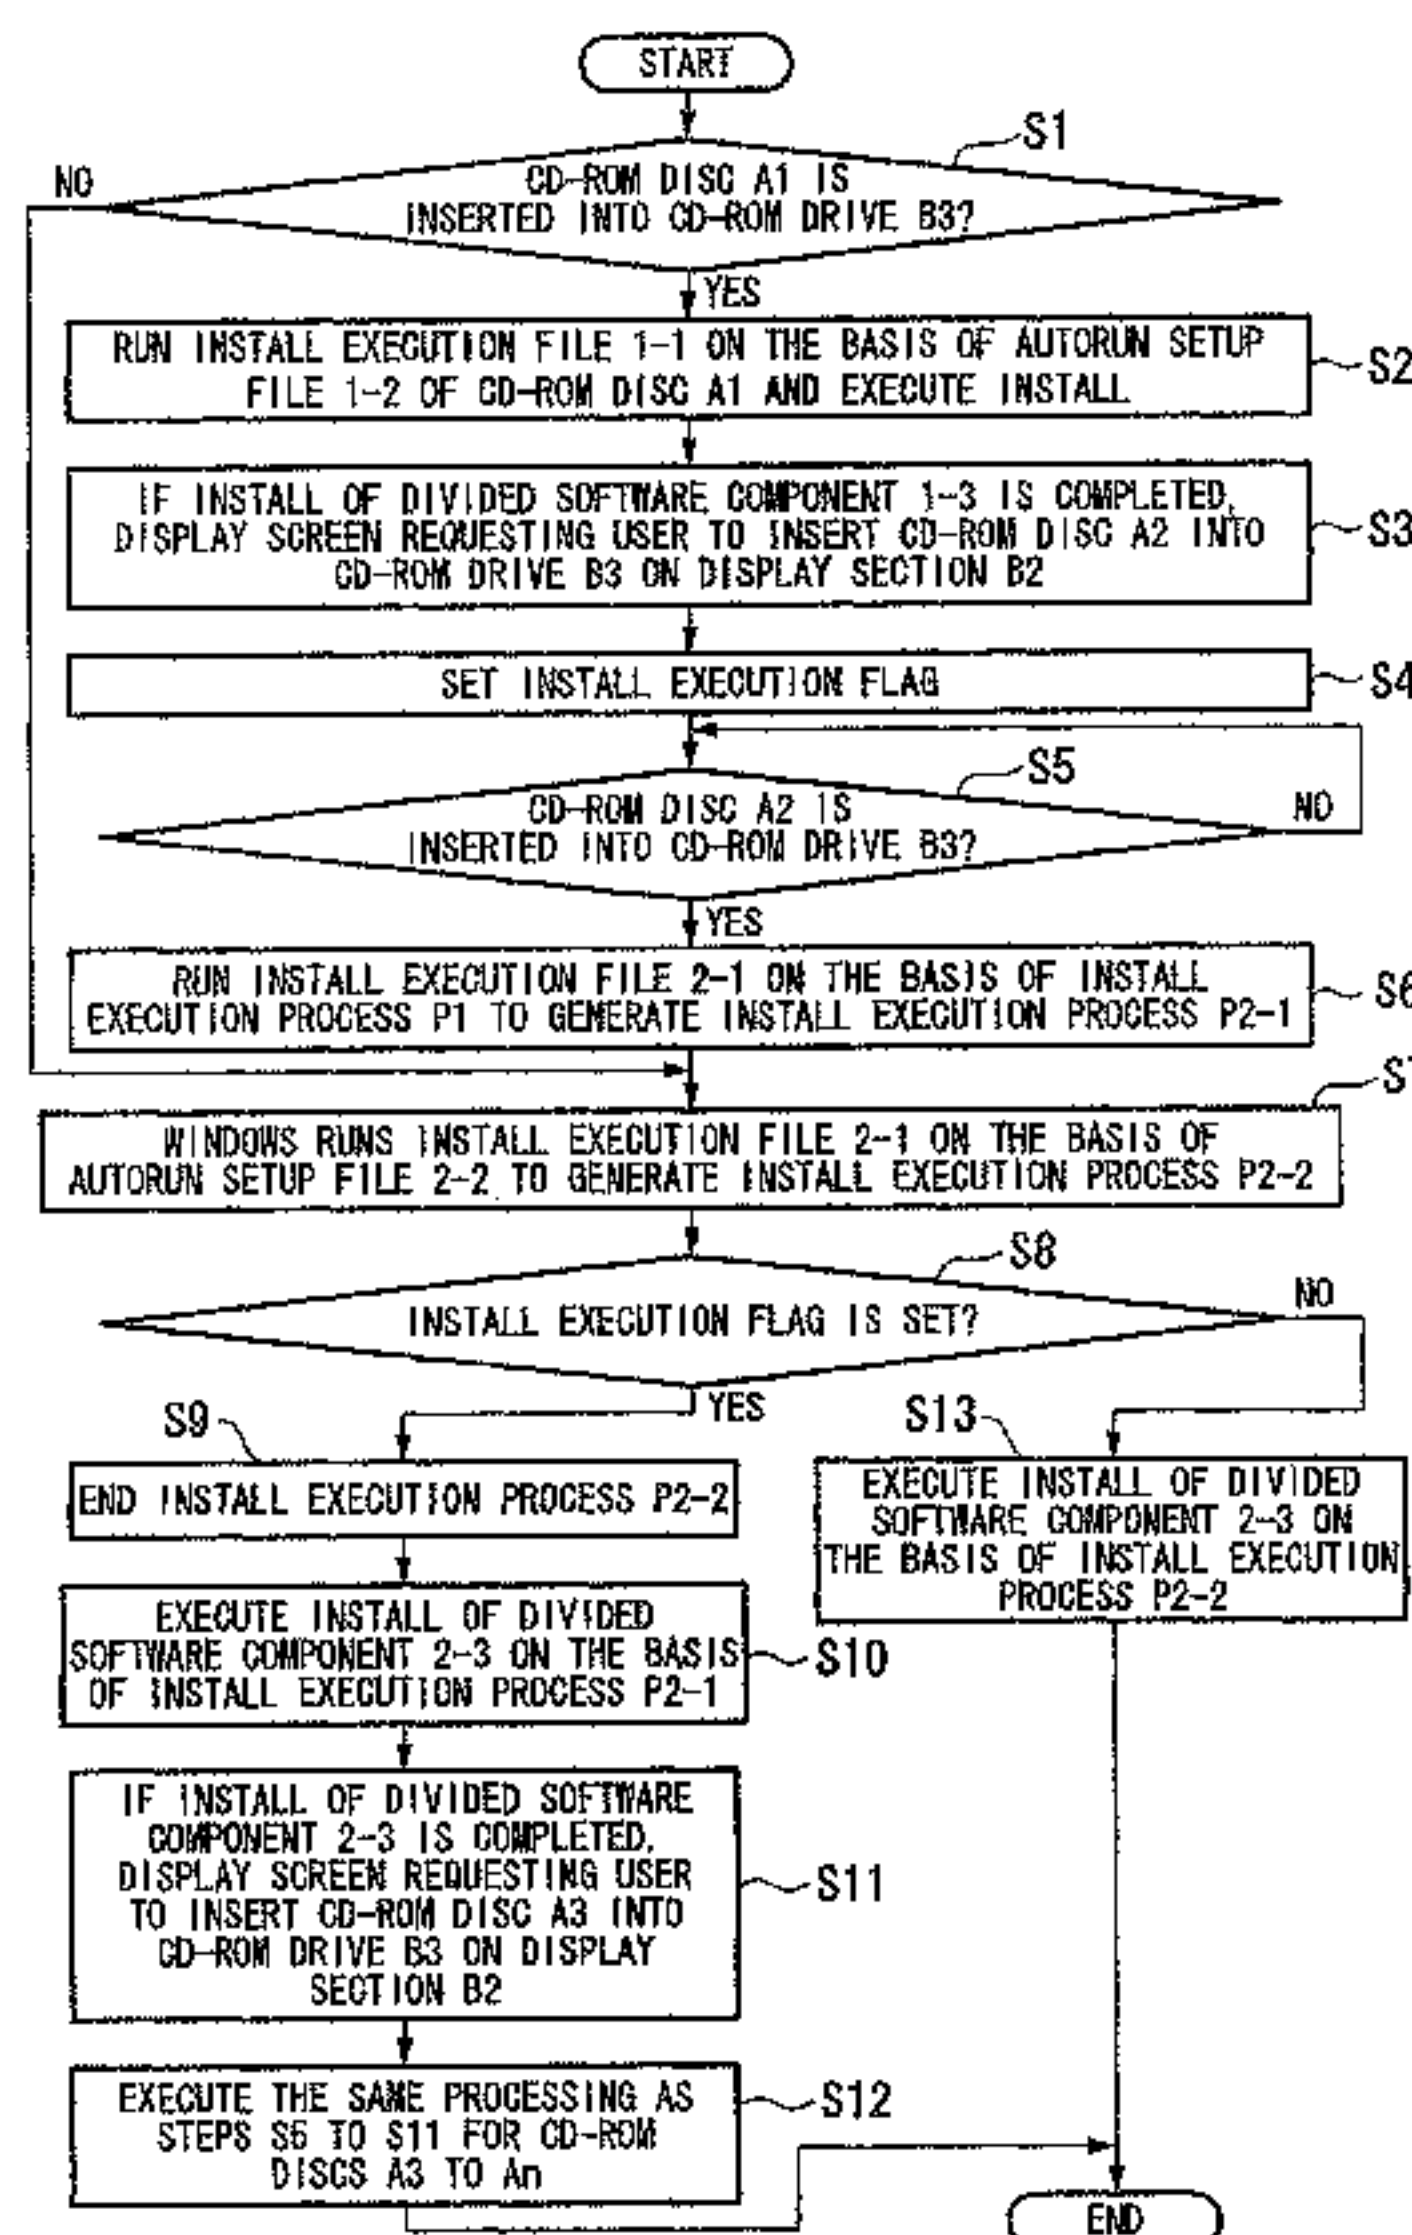 START
S1
NO
CD-ROM DISC A1 IS
INSERTED INTO CD-ROM DRIVE B3?
YES
RUN INSTALL EXECUTION FILE 1-1 ON THE BASIS OF AUTORUN SETUP
FILE 1-2 OF CD-ROM DISC A1 AND EXECUTE INSTALL
S2
IF INSTALL OF DIVIDED SOFTWARE COMPONENT 1-3 IS COMPLETED,
DISPLAY SCREEN REQUESTING USER TO INSERT CD-ROM DISC A2 INTO
CD-ROM DRIVE B3 ON DISPLAY SECTION B2
S3
SET INSTALL EXECUTION FLAG
S4
S5
CD-ROM DISC A2 IS
INSERTED INTO CD-ROM DRIVE B3?
NO
YES
RUN INSTALL EXECUTION FILE 2-1 ON THE BASIS OF INSTALL
EXECUTION PROCESS P1 TO GENERATE INSTALL EXECUTION PROCESS P2-1
S6
S7
WINDOWS RUNS INSTALL EXECUTION FILE 2-1 ON THE BASIS OF
AUTORUN SETUP FILE 2-2 TO GENERATE INSTALL EXECUTION PROCESS P2-2
S8
INSTALL EXECUTION FLAG IS SET?
NO
YES
S9
END INSTALL EXECUTION PROCESS P2-2
S13
EXECUTE INSTALL OF DIVIDED
SOFTWARE COMPONENT 2-3 ON
THE BASIS OF INSTALL EXECUTION
PROCESS P2-2
EXECUTE INSTALL OF DIVIDED
SOFTWARE COMPONENT 2-3 ON THE BASIS
OF INSTALL EXECUTION PROCESS P2-1
S10
IF INSTALL OF DIVIDED SOFTWARE
COMPONENT 2-3 IS COMPLETED,
DISPLAY SCREEN REQUESTING USER
TO INSERT CD-ROM DISC A3 INTO
CD-ROM DRIVE B3 ON DISPLAY
SECTION B2
S11
EXECUTE THE SAME PROCESSING AS
STEPS S6 TO S11 FOR CD-ROM
DISCS A3 TO An
S12
END